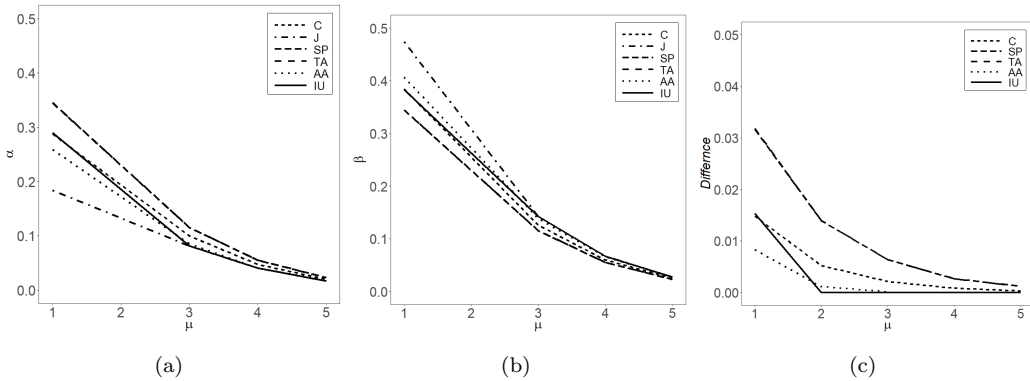 0.5
0.4
0.3
0.2
0.1
0.0
α
1 2 3 4 5
μ
C
J
SP
TA
AA
IU
(a)
0.5
0.4
0.3
0.2
0.1
0.0
β
1 2 3 4 5
μ
C
J
SP
TA
AA
IU
(b)
0.05
0.04
0.03
0.02
0.01
0.00
Differnce
1 2 3 4 5
μ
C
SP
TA
AA
IU
(c)